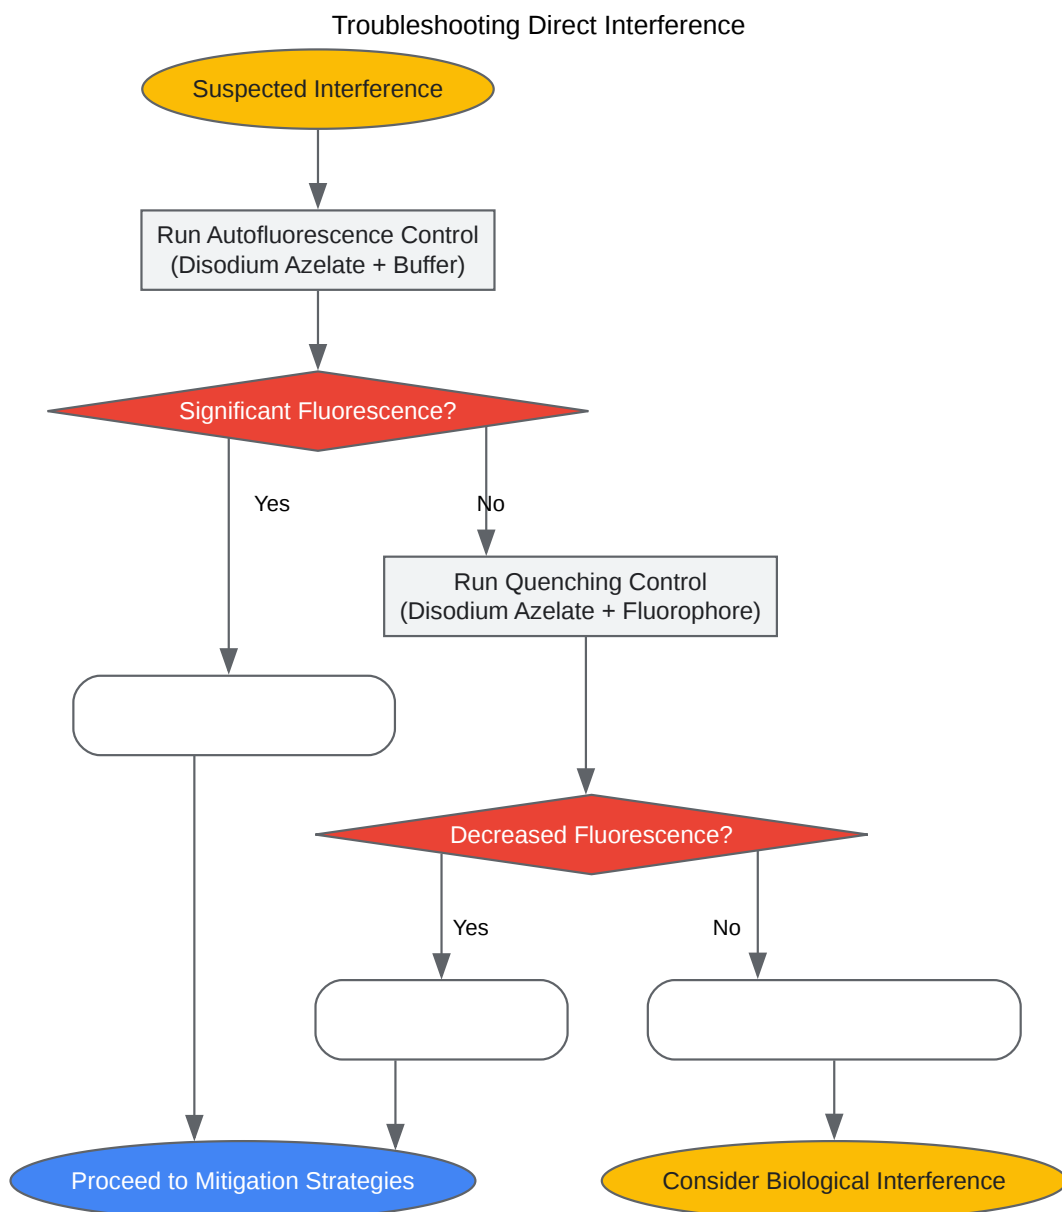 Troubleshooting Direct Interference
Suspected Interference
Run Autofluorescence Control
(Disodium Azelate + Buffer)
Significant Fluorescence?
Yes
No
Run Quenching Control
(Disodium Azelate + Fluorophore)
Decreased Fluorescence?
Yes
No
Proceed to Mitigation Strategies
Consider Biological Interference